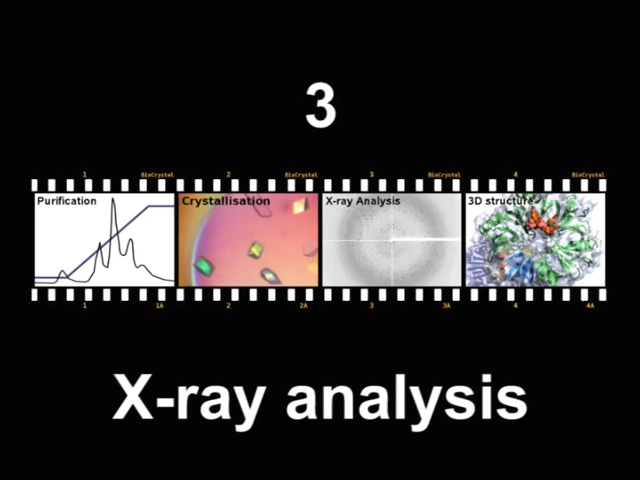 3
1 BioCrystal 2 BioCrystal 3 BioCrystal 4 BioCrystal
Purification Crystallisation X-ray Analysis 3D structure
1 1A 2 2A 3 3A 4 4A
X-ray analysis